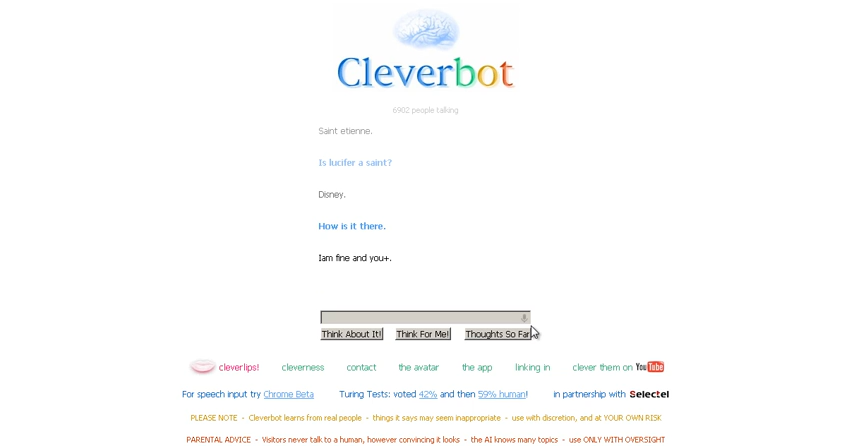 Cleverbot
6902 people talking
Saint etienne.
Is lucifer a saint?
Disney.
How is it there.
Iam fine and you+.
Think About It! Think For Me! Thoughts So Far
cleverlips! cleverness contact the avatar the app linking in clever them on YouTube
For speech input try Chrome Beta Turing Tests: voted 42% and then 59% human! in partnership with Selectel
PLEASE NOTE - Cleverbot learns from real people - things it says may seem inappropriate - use with discretion, and at YOUR OWN RISK
PARENTAL ADVICE - Visitors never talk to a human, however convincing it looks - the AI knows many topics - use ONLY WITH OVERSIGHT